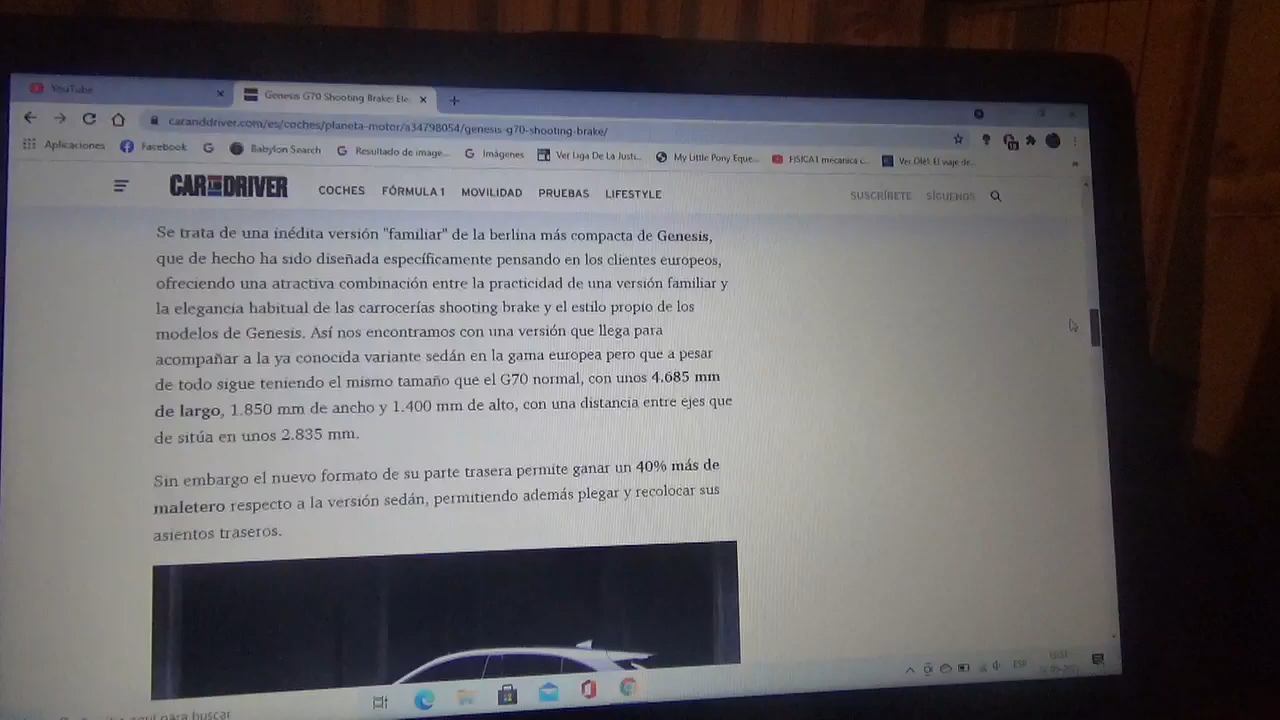 YouTube
Genesis G70 Shooting Brake: Ele
caranddriver.com/es/coches/planeta-motor/a34798054/genesis-g70-shooting-brake/
Aplicaciones Facebook Babylon Search Resultado de image... Imágenes Ver Liga De La Justi... My Little Pony Eque... FISICA1 mecanica c... Ver Olé!: El viaje de...
CAR AND DRIVER COCHES FÓRMULA 1 MOVILIDAD PRUEBAS LIFESTYLE SUSCRÍBETE SÍGUENOS
Se trata de una inédita versión "familiar" de la berlina más compacta de Genesis,
que de hecho ha sido diseñada específicamente pensando en los clientes europeos,
ofreciendo una atractiva combinación entre la practicidad de una versión familiar y
la elegancia habitual de las carrocerías shooting brake y el estilo propio de los
modelos de Genesis. Así nos encontramos con una versión que llega para
acompañar a la ya conocida variante sedán en la gama europea pero que a pesar
de todo sigue teniendo el mismo tamaño que el G70 normal, con unos 4.685 mm
de largo, 1.850 mm de ancho y 1.400 mm de alto, con una distancia entre ejes que
de sitúa en unos 2.835 mm.
Sin embargo el nuevo formato de su parte trasera permite ganar un 40% más de
maletero respecto a la versión sedán, permitiendo además plegar y recolocar sus
asientos traseros.
ESP
aquí para buscar